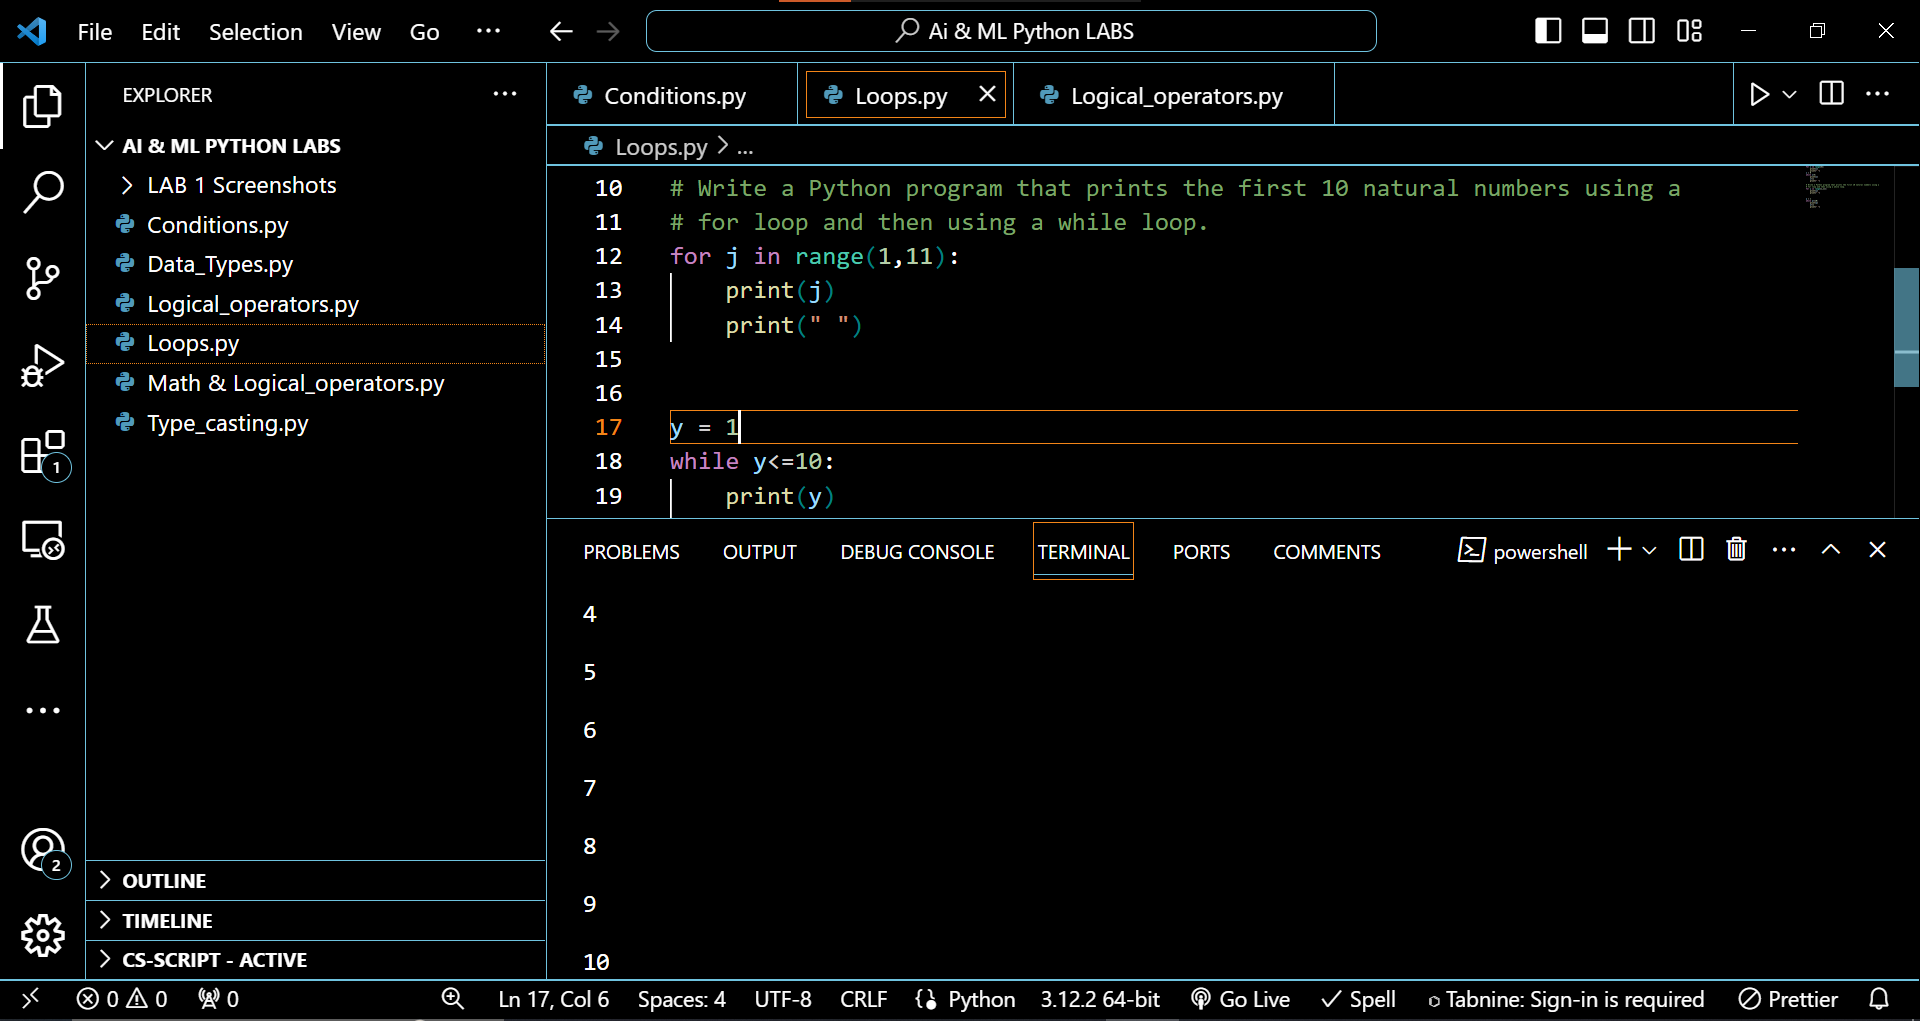 File Edit Selection View Go ··· Ai & ML Python LABS
EXPLORER ···
AI & ML PYTHON LABS
LAB 1 Screenshots
Conditions.py
Data_Types.py
Logical_operators.py
Loops.py
Math & Logical_operators.py
Type_casting.py
OUTLINE
TIMELINE
CS-SCRIPT - ACTIVE
1
2
Conditions.py Loops.py Logical_operators.py
Loops.py > ...
10 # Write a Python program that prints the first 10 natural numbers using a
11 # for loop and then using a while loop.
12 for j in range(1,11):
13 print(j)
14 print(" ")
15
16
17 y = 1
18 while y<=10:
19 print(y)
PROBLEMS OUTPUT DEBUG CONSOLE TERMINAL PORTS COMMENTS powershell
4
5
6
7
8
9
10
0 0 0 Ln 17, Col 6 Spaces: 4 UTF-8 CRLF Python 3.12.2 64-bit Go Live Spell Tabnine: Sign-in is required Prettier